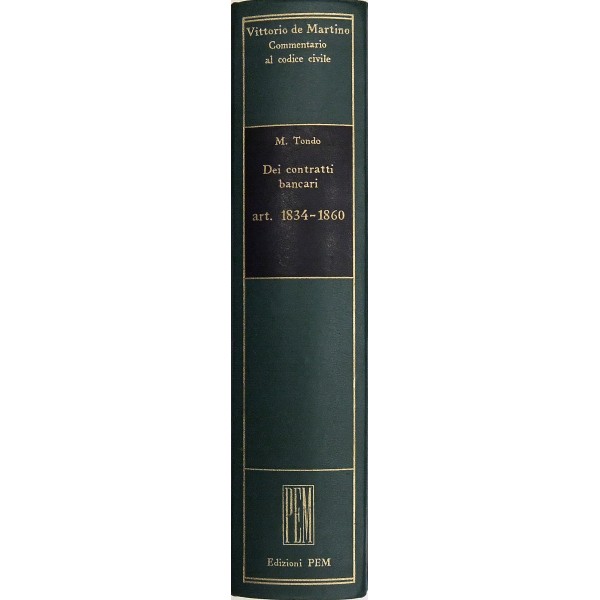 Vittorio de Martino
Commentario
al codice civile
M. Tondo
Dei contratti
bancari
art. 1834-1860
PEM
Edizioni PEM